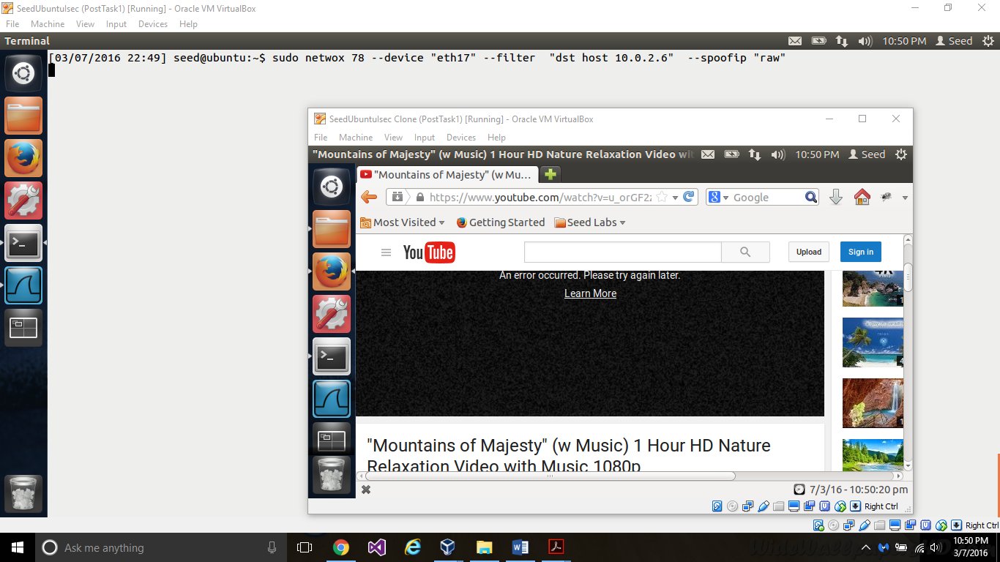 SeedUbuntulsec (PostTask1) [Running] - Oracle VM VirtualBox
File Machine View Input Devices Help
Terminal 10:50 PM Seed
[03/07/2016 22:49] seed@ubuntu:~$ sudo netwox 78 --device "eth17" --filter  "dst host 10.0.2.6"  --spoofip "raw"
SeedUbuntulsec Clone (PostTask1) [Running] - Oracle VM VirtualBox
File Machine View Input Devices Help
"Mountains of Majesty" (w Music) 1 Hour HD Nature Relaxation Video 10:50 PM Seed
"Mountains of Majesty" (w Mu...
https://www.youtube.com/watch?v=u_orGF2 Google
Most Visited Getting Started Seed Labs
YouTube Upload Sign in
An error occurred. Please try again later.
Learn More
"Mountains of Majesty" (w Music) 1 Hour HD Nature
Relaxation Video with Music 1080p
7/3/16 - 10:50:20 pm
Right Ctrl
Right Ctrl
Ask me anything
10:50 PM
3/7/2016